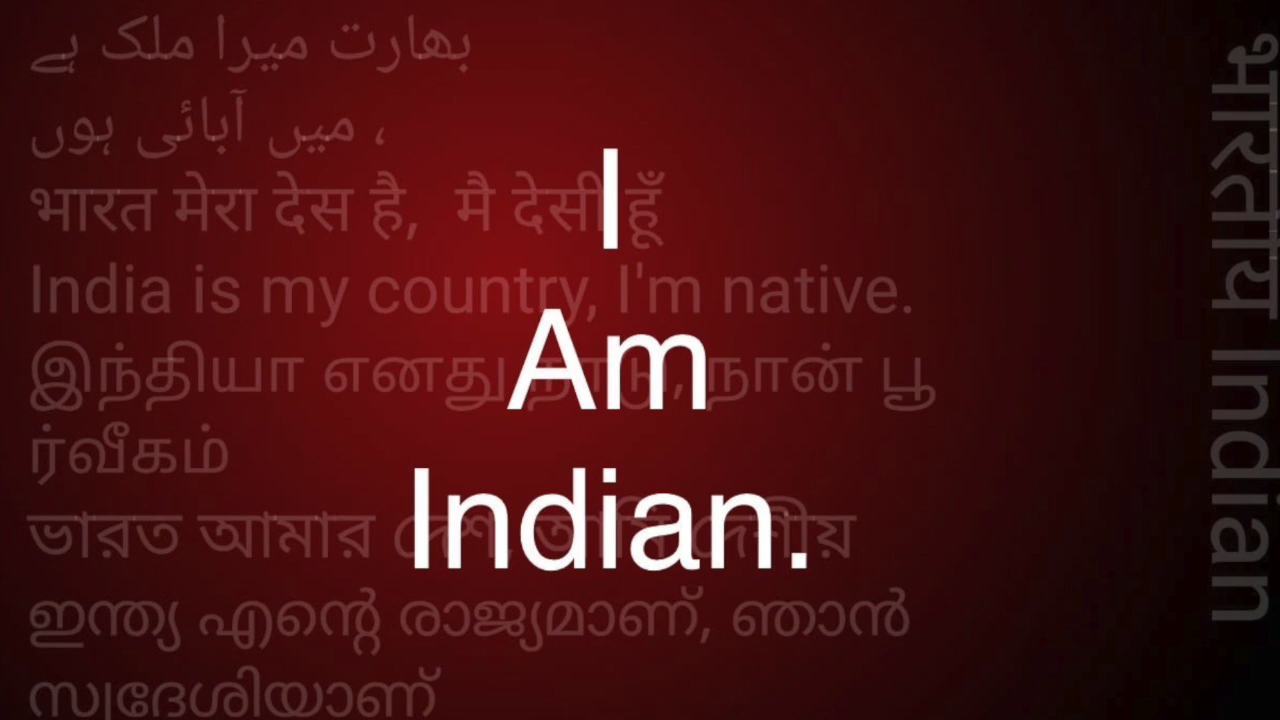 بھارت میرا ملک ہے
، میں آبائی ہوں
भारत मेरा देस है, मै देसी हूँ
India is my country, I'm native.
இந்தியா எனது நாடு, நான் பூ
ர்வீகம்
ভারত আমার দেশ, আমি দেশীয়
ഇന്ത്യ എന്റെ രാജ്യമാണ്, ഞാൻ
സ്വദേശിയാണ്
I
Am
Indian.
भारतीय Indian